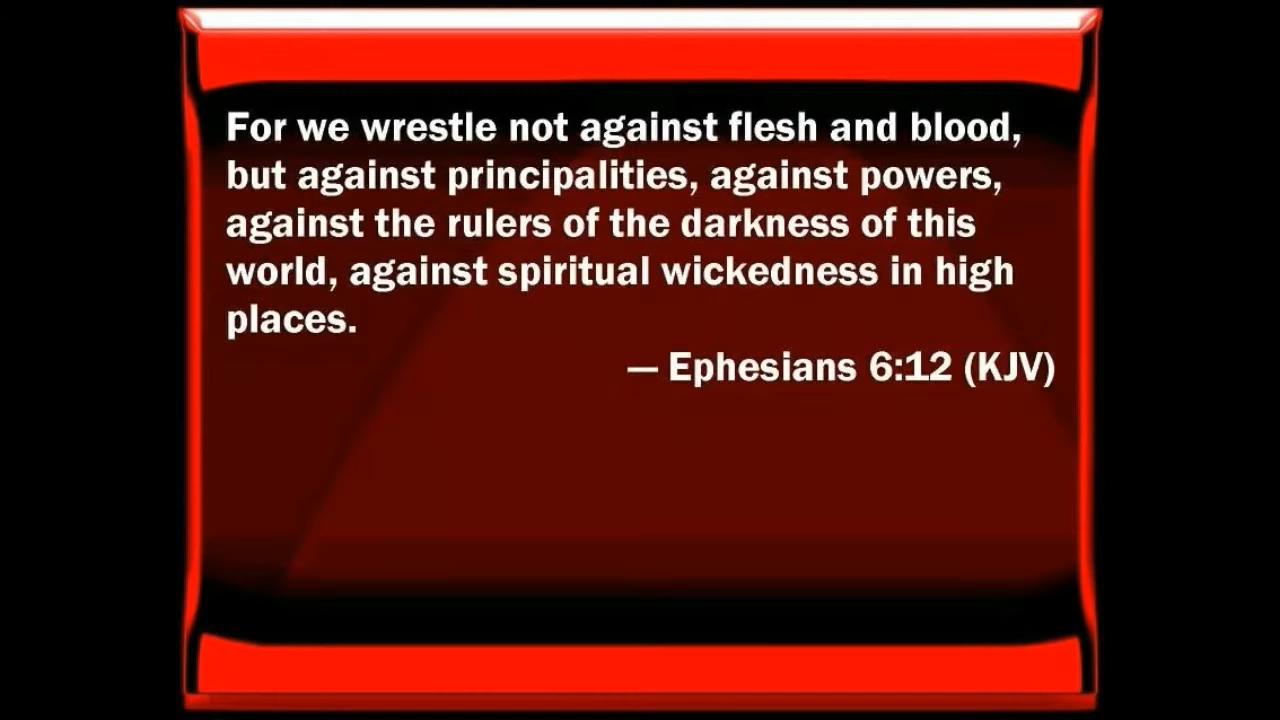 For we wrestle not against flesh and blood,
but against principalities, against powers,
against the rulers of the darkness of this
world, against spiritual wickedness in high
places.
— Ephesians 6:12 (KJV)